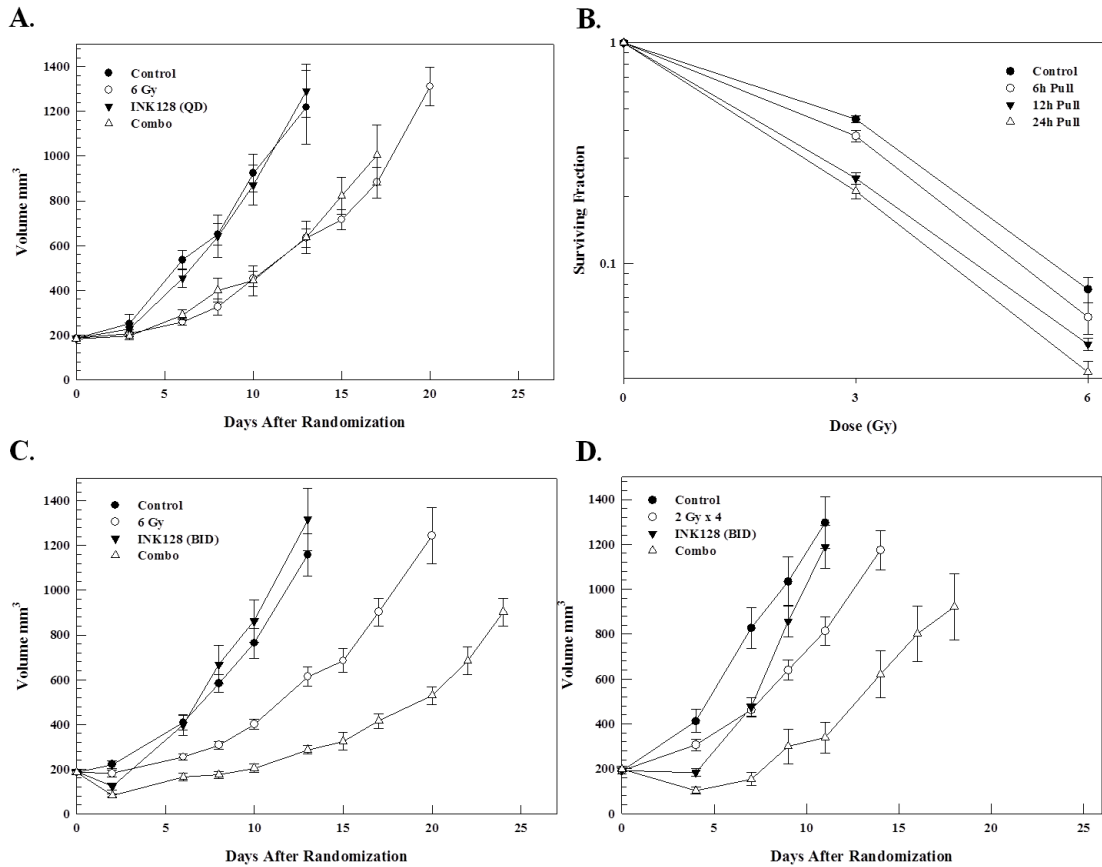 A.
Control
6 Gy
INK128 (QD)
Combo
1400
1200
1000
800
600
400
200
0
Volume mm³
0 5 10 15 20 25
Days After Randomization
B.
Control
6h Pull
12h Pull
24h Pull
1
0.1
Surviving Fraction
0 3 6
Dose (Gy)
C.
Control
6 Gy
INK128 (BID)
Combo
1400
1200
1000
800
600
400
200
0
Volume mm³
0 5 10 15 20 25
Days After Randomization
D.
Control
2 Gy x 4
INK128 (BID)
Combo
1400
1200
1000
800
600
400
200
0
Volume mm³
0 5 10 15 20 25
Days After Randomization